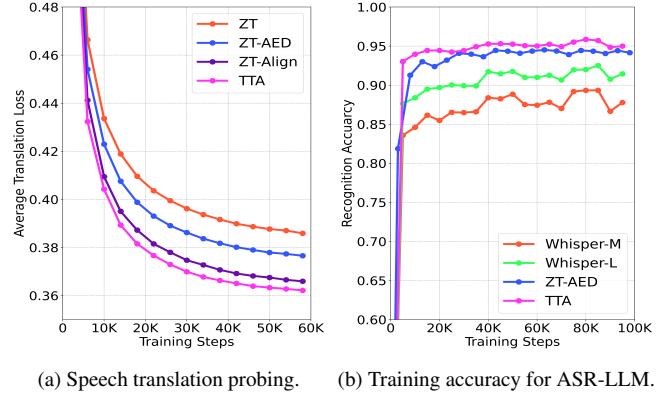 0.48
0.44
0.42
0.40
0.38
0.36
Average Translation Loss
ZT
ZT-AED
ZT-Align
TTA
0
10K
20K
30K
40K
50K
60K
Training Steps
(a) Speech translation probing.
1.00
0.95
0.90
0.85
0.80
0.75
0.70
0.65
0.60
Recognition Accuarcy
Whisper-M
Whisper-L
ZT-AED
TTA
0
20K
40K
60K
80K
100K
Training Steps
(b) Training accuracy for ASR-LLM.